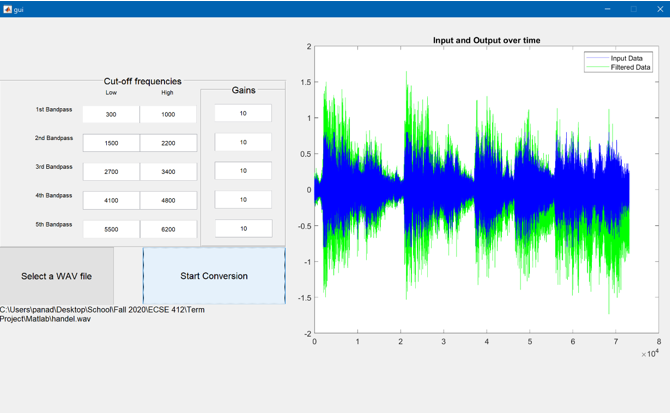 gui
Cut-off frequencies
Low High Gains
1st Bandpass 300 1000 10
2nd Bandpass 1500 2200 10
3rd Bandpass 2700 3400 10
4th Bandpass 4100 4800 10
5th Bandpass 5500 6200 10
Select a WAV file Start Conversion
C:\Users\panad\Desktop\School\Fall 2020\ECSE 412\Term
Project\Matlab\handel.wav
Input and Output over time
Input Data
Filtered Data
2
1.5
1
0.5
0
-0.5
-1
-1.5
-2
0 1 2 3 4 5 6 7 8
×10^4